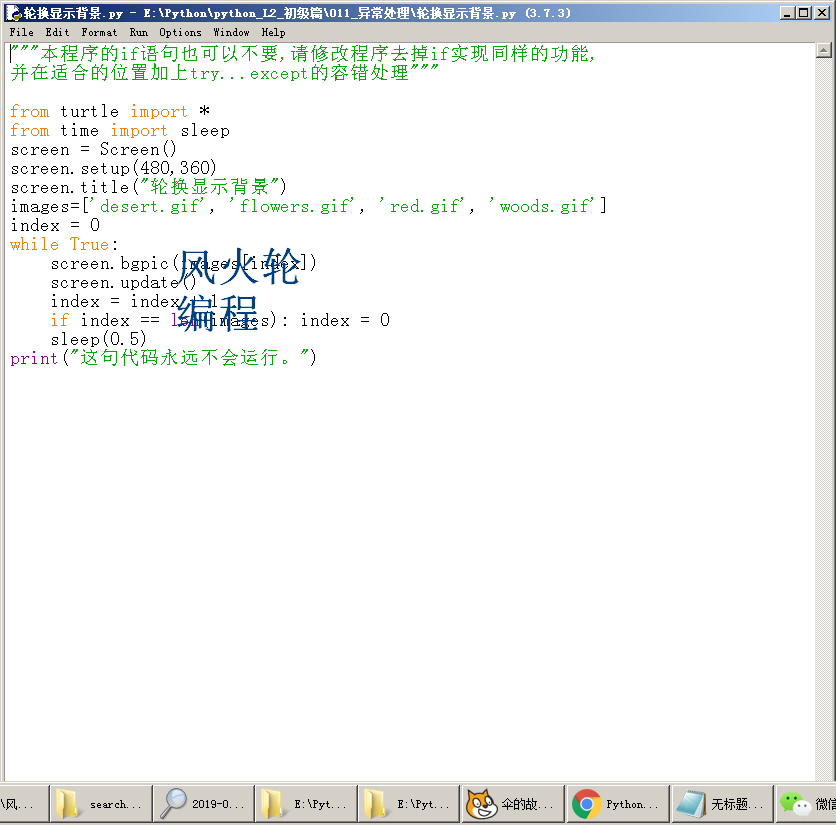 轮换显示背景.py - E:\Python\python_L2_初级篇\011_异常处理\轮换显示背景.py (3.7.3)
File Edit Format Run Options Window Help
"""本程序的if语句也可以不要,请修改程序去掉if实现同样的功能,
并在适合的位置加上try...except的容错处理"""
from turtle import *
from time import sleep
screen = Screen()
screen.setup(480,360)
screen.title("轮换显示背景")
images=['desert.gif', 'flowers.gif', 'red.gif', 'woods.gif']
index = 0
while True:
screen.bgpic(images[index])
screen.update()
index = index + 1
if index == len(images): index = 0
sleep(0.5)
print("这句代码永远不会运行。")
风火轮
编程
\风... search... 2019-0... E:\Pyt... E:\Pyt... 伞的故... Python... 无标题... 微信